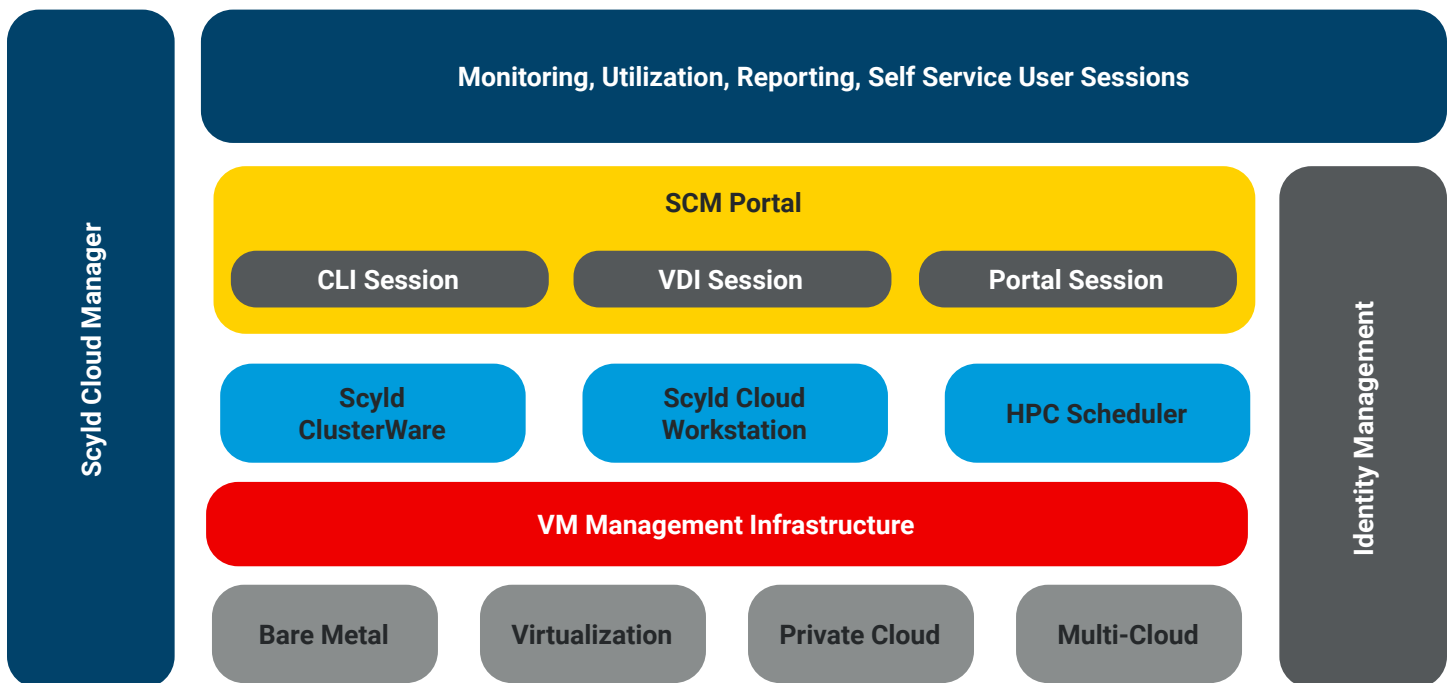 Scyld Cloud Manager
Monitoring, Utilization, Reporting, Self Service User Sessions
SCM Portal
CLI Session
VDI Session
Portal Session
Scyld
ClusterWare
Scyld Cloud
Workstation
HPC Scheduler
VM Management Infrastructure
Bare Metal
Virtualization
Private Cloud
Multi-Cloud
Identity Management